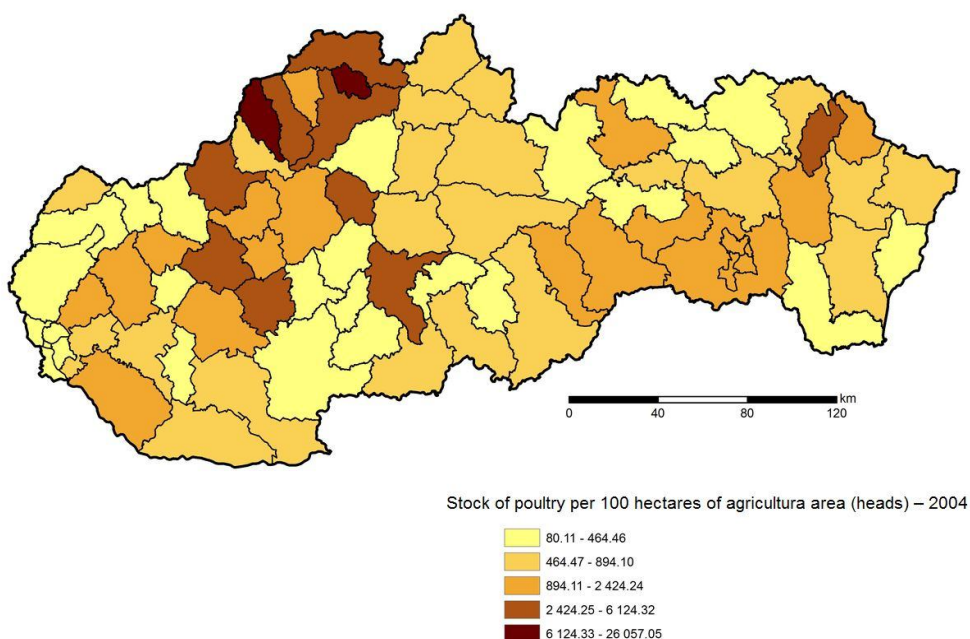 km
0 40 80 120
Stock of poultry per 100 hectares of agricultura area (heads) – 2004
80.11 - 464.46
464.47 - 894.10
894.11 - 2 424.24
2 424.25 - 6 124.32
6 124.33 - 26 057.05